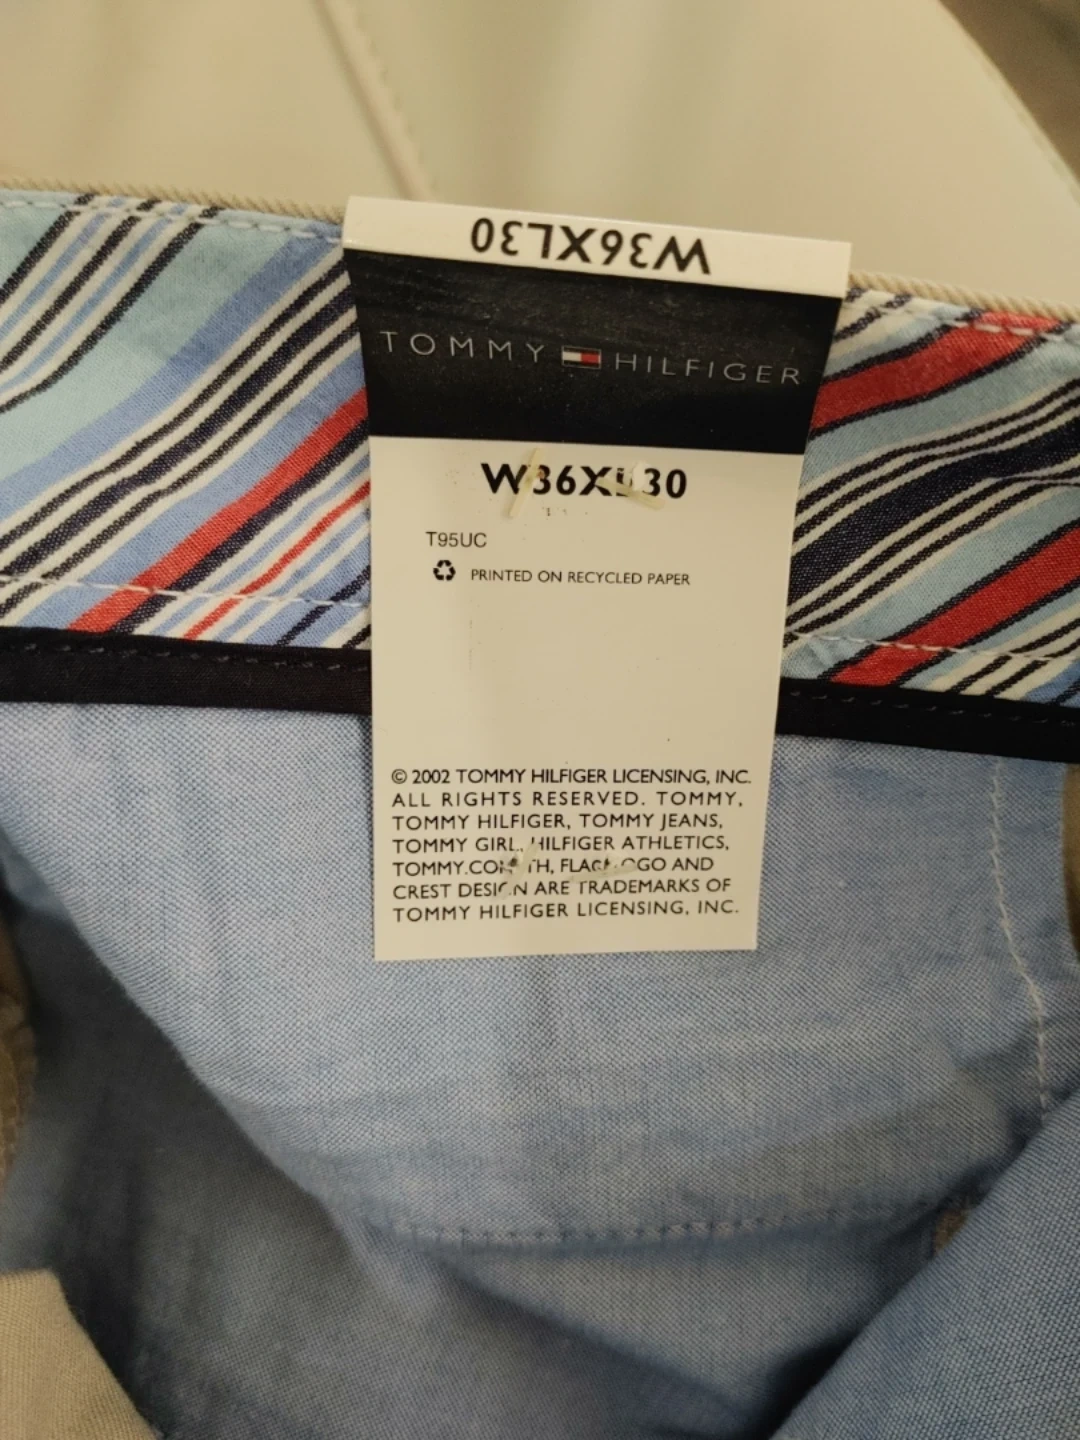 W36XL30
TOMMY HILFIGER
W36XL30
T95UC
PRINTED ON RECYCLED PAPER
© 2002 TOMMY HILFIGER LICENSING, INC.
ALL RIGHTS RESERVED. TOMMY,
TOMMY HILFIGER, TOMMY JEANS,
TOMMY GIRL, HILFIGER ATHLETICS,
TOMMY.COM, TH, FLAG LOGO AND
CREST DESIGN ARE TRADEMARKS OF
TOMMY HILFIGER LICENSING, INC.